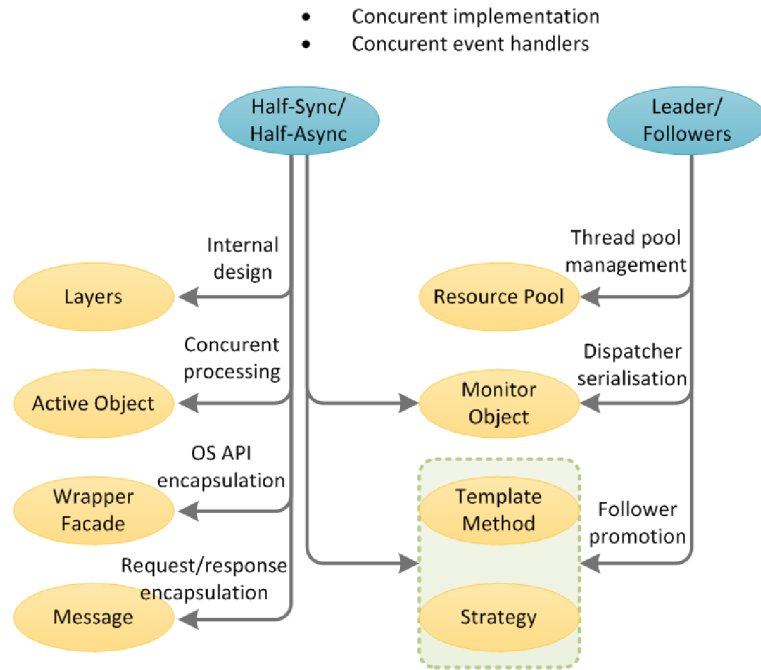 • Concurent implementation
• Concurent event handlers
Half-Sync/
Half-Async
Leader/
Followers
Internal
design
Thread pool
management
Layers
Resource Pool
Concurent
processing
Dispatcher
serialisation
Active Object
Monitor
Object
OS API
encapsulation
Wrapper
Facade
Template
Method
Follower
promotion
Request/response
encapsulation
Message
Strategy